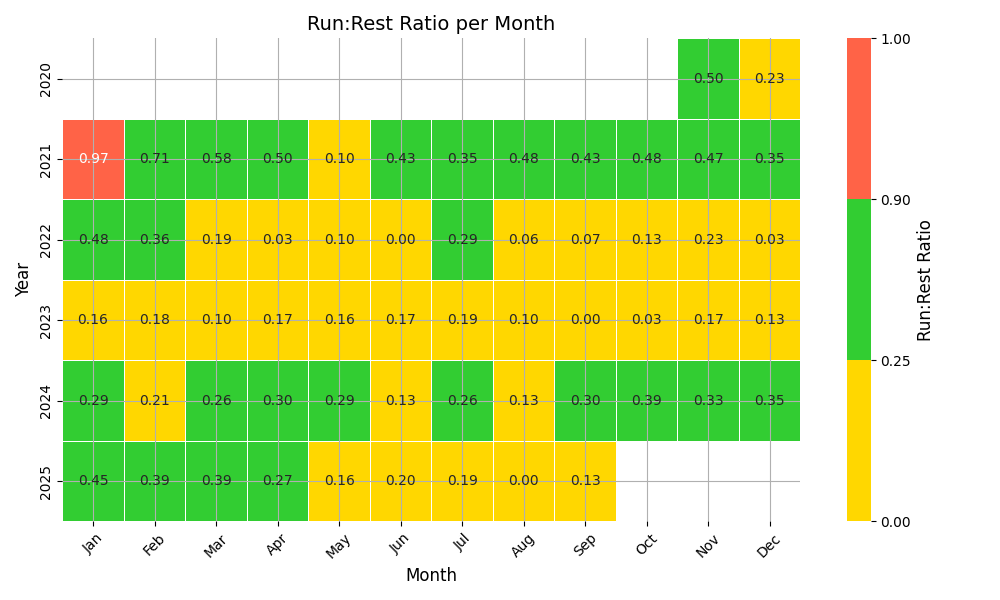 Run:Rest Ratio per Month
1.00
2020 0.50 0.23
2021 0.97 0.71 0.58 0.50 0.10 0.43 0.35 0.48 0.43 0.48 0.47 0.35
0.90
2022 0.48 0.36 0.19 0.03 0.10 0.00 0.29 0.06 0.07 0.13 0.23 0.03
Year
Run:Rest Ratio
2023 0.16 0.18 0.10 0.17 0.16 0.17 0.19 0.10 0.00 0.03 0.17 0.13
0.25
2024 0.29 0.21 0.26 0.30 0.29 0.13 0.26 0.13 0.30 0.39 0.33 0.35
2025 0.45 0.39 0.39 0.27 0.16 0.20 0.19 0.00 0.13
0.00
Jan Feb Mar Apr May Jun Jul Aug Sep Oct Nov Dec
Month